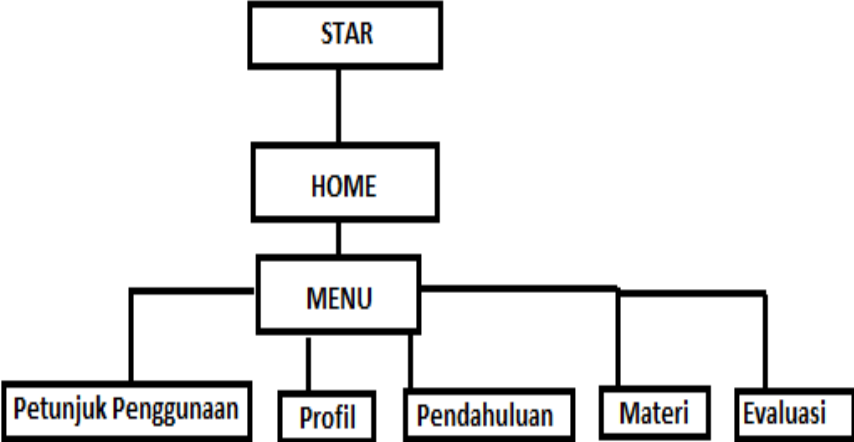 STAR
HOME
MENU
Petunjuk Penggunaan
Profil
Pendahuluan
Materi
Evaluasi